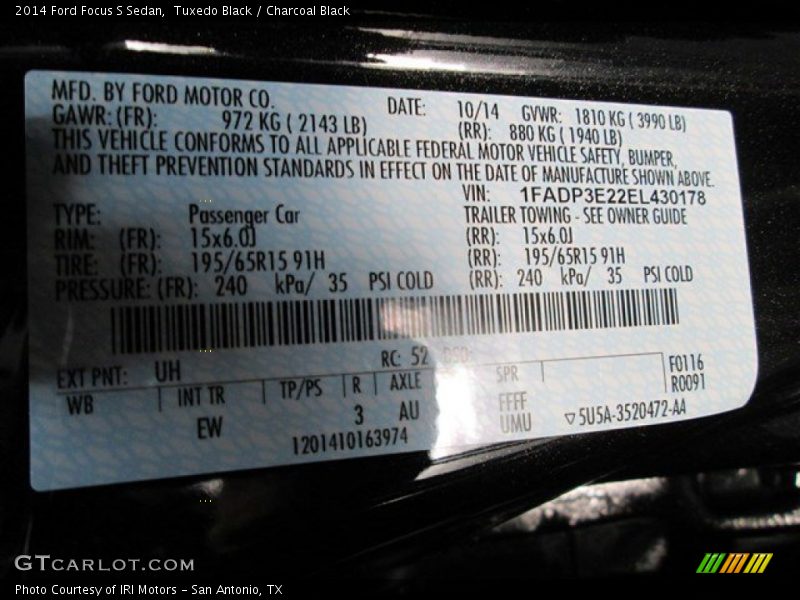 2014 Ford Focus S Sedan,  Tuxedo Black / Charcoal Black
MFD. BY FORD MOTOR CO. DATE: 10/14 GVWR: 1810 KG ( 3990 LB)
GAWR: (FR): 972 KG ( 2143 LB) (RR): 880 KG ( 1940 LB)
THIS VEHICLE CONFORMS TO ALL APPLICABLE FEDERAL MOTOR VEHICLE SAFETY, BUMPER,
AND THEFT PREVENTION STANDARDS IN EFFECT ON THE DATE OF MANUFACTURE SHOWN ABOVE.
VIN: 1FADP3E22EL430178
TYPE: Passenger Car TRAILER TOWING - SEE OWNER GUIDE
RIM: (FR): 15x6.0J (RR): 15x6.0J
TIRE: (FR): 195/65R15 91H (RR): 195/65R15 91H
PRESSURE: (FR): 240 kPa/ 35 PSI COLD (RR): 240 kPa/ 35 PSI COLD
EXT PNT: UH RC: 52 DSO: F0116
WB INT TR TP/PS R AXLE SPR R0091
EW 3 AU FFFF
UMU ▽5U5A-3520472-AA
1201410163974
GTCARLOT.COM
Photo Courtesy of IRI Motors – San Antonio, TX